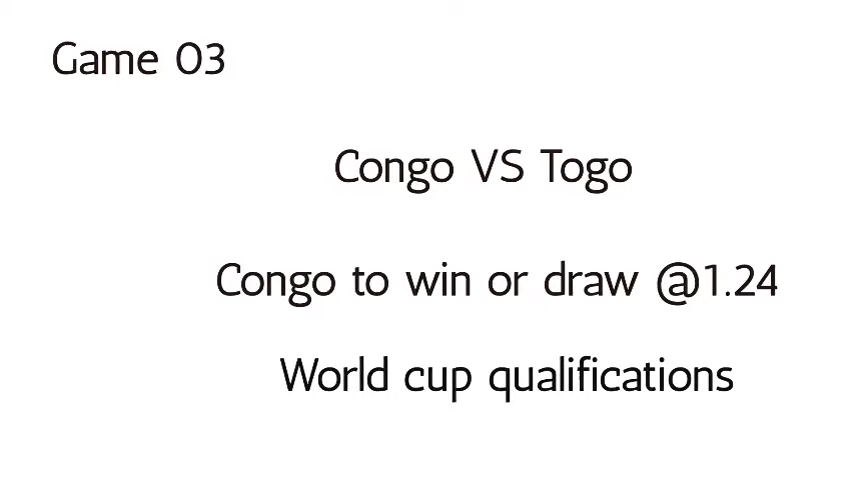 Game 03
Congo VS Togo
Congo to win or draw @1.24
World cup qualifications